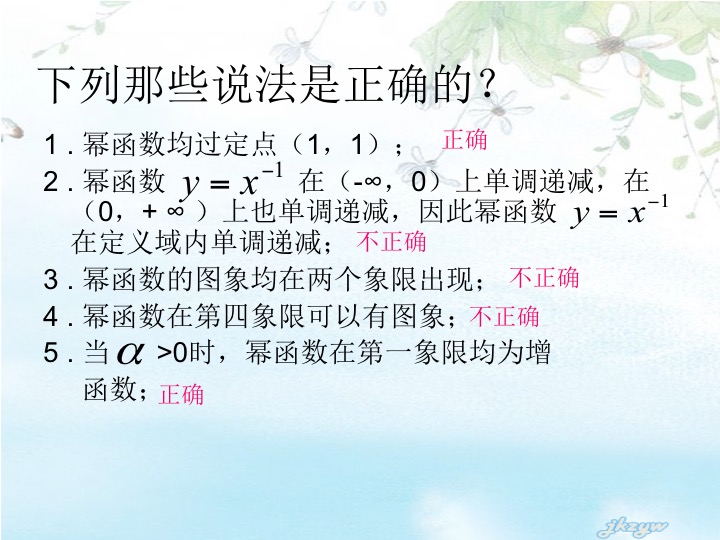 下列那些说法是正确的？
1．幂函数均过定点（1，1）； 正确
2．幂函数 y = x⁻¹ 在（-∞，0）上单调递减，在
（0，+ ∞ ）上也单调递减，因此幂函数 y = x⁻¹
在定义域内单调递减； 不正确
3．幂函数的图象均在两个象限出现； 不正确
4．幂函数在第四象限可以有图象；不正确
5．当 α >0时，幂函数在第一象限均为增
函数；正确
jkzyw